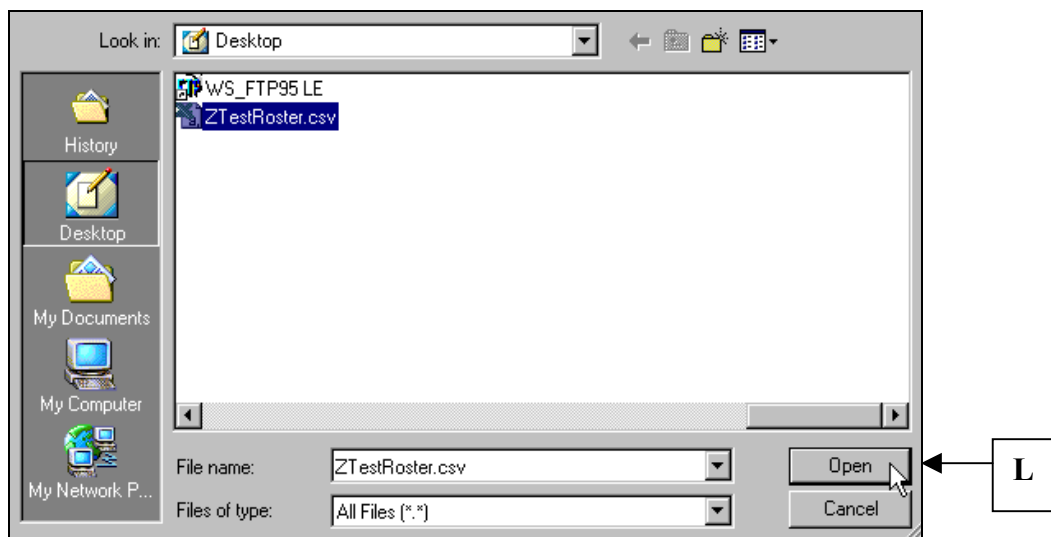 Look in: Desktop
WS_FTP95 LE
ZTestRoster.csv
History
Desktop
My Documents
My Computer
My Network P...
File name: ZTestRoster.csv Open
Files of type: All Files (*.*) Cancel
L